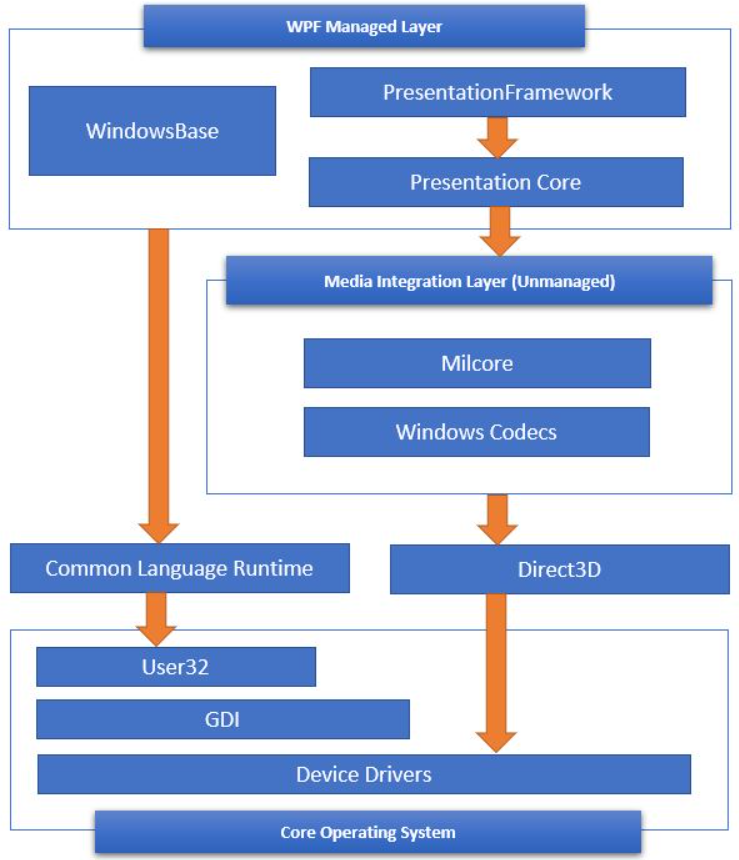 WPF Managed Layer
PresentationFramework
WindowsBase
Presentation Core
Media Integration Layer (Unmanaged)
Milcore
Windows Codecs
Common Language Runtime
Direct3D
User32
GDI
Device Drivers
Core Operating System